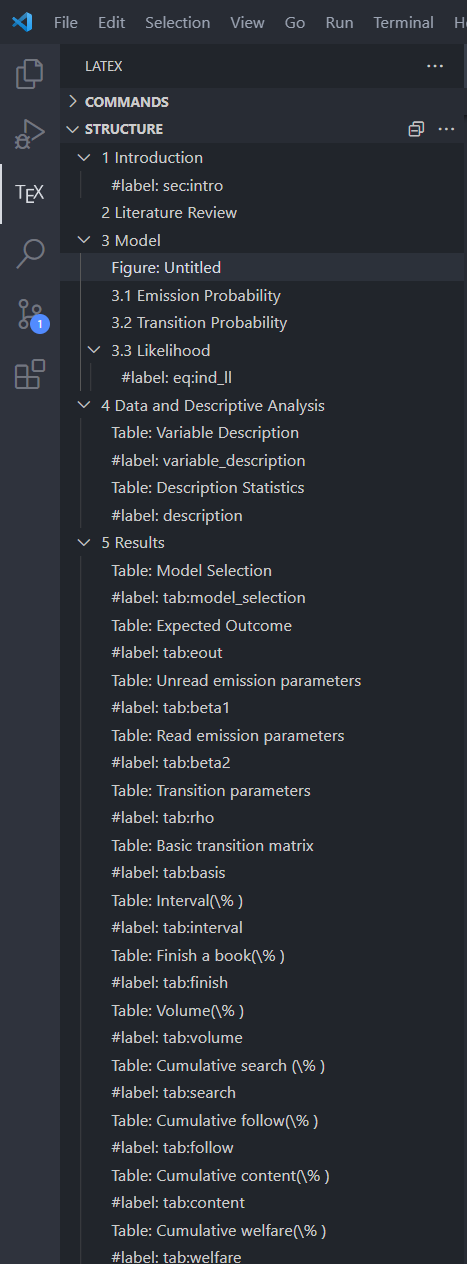 File Edit Selection View Go Run Terminal
LATEX
COMMANDS
STRUCTURE
1 Introduction
#label: sec:intro
2 Literature Review
3 Model
Figure: Untitled
3.1 Emission Probability
3.2 Transition Probability
3.3 Likelihood
#label: eq:ind_ll
4 Data and Descriptive Analysis
Table: Variable Description
#label: variable_description
Table: Description Statistics
#label: description
5 Results
Table: Model Selection
#label: tab:model_selection
Table: Expected Outcome
#label: tab:eout
Table: Unread emission parameters
#label: tab:beta1
Table: Read emission parameters
#label: tab:beta2
Table: Transition parameters
#label: tab:rho
Table: Basic transition matrix
#label: tab:basis
Table: Interval(\% )
#label: tab:interval
Table: Finish a book(\% )
#label: tab:finish
Table: Volume(\% )
#label: tab:volume
Table: Cumulative search (\% )
#label: tab:search
Table: Cumulative follow(\% )
#label: tab:follow
Table: Cumulative content(\% )
#label: tab:content
Table: Cumulative welfare(\% )
#label: tab:welfare
TEX
1